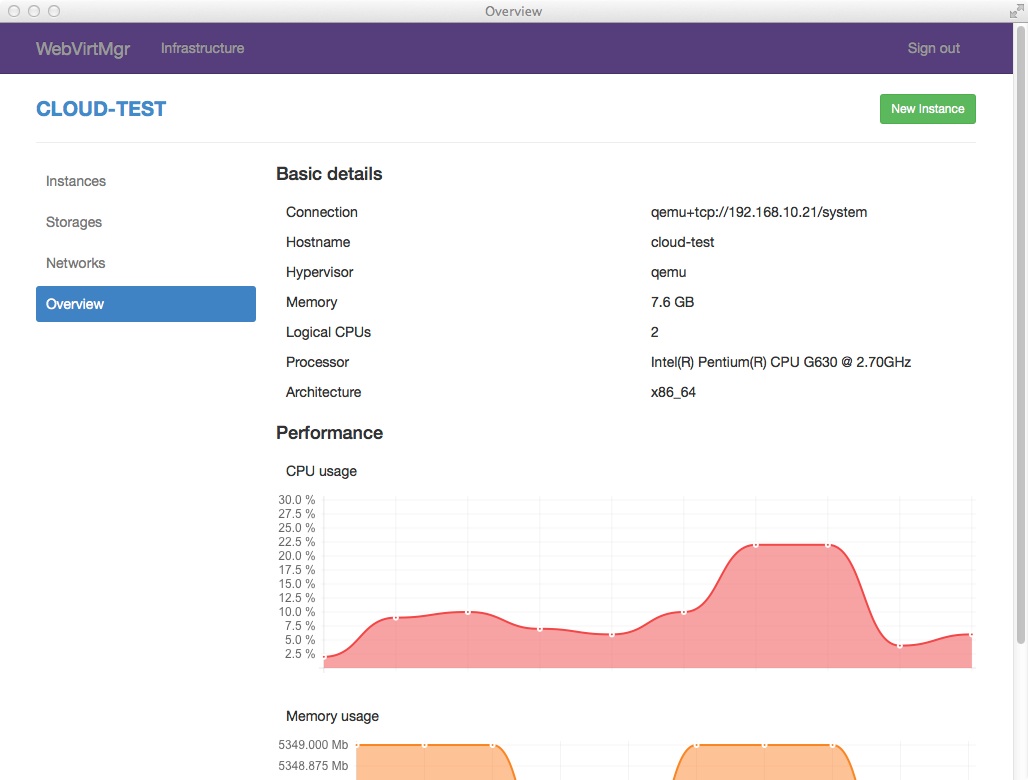 Overview
WebVirtMgr Infrastructure Sign out
CLOUD-TEST New Instance
Instances
Storages
Networks
Overview
Basic details
Connection qemu+tcp://192.168.10.21/system
Hostname cloud-test
Hypervisor qemu
Memory 7.6 GB
Logical CPUs 2
Processor Intel(R) Pentium(R) CPU G630 @ 2.70GHz
Architecture x86_64
Performance
CPU usage
30.0 %
27.5 %
25.0 %
22.5 %
20.0 %
17.5 %
15.0 %
12.5 %
10.0 %
7.5 %
5.0 %
2.5 %
Memory usage
5349.000 Mb
5348.875 Mb